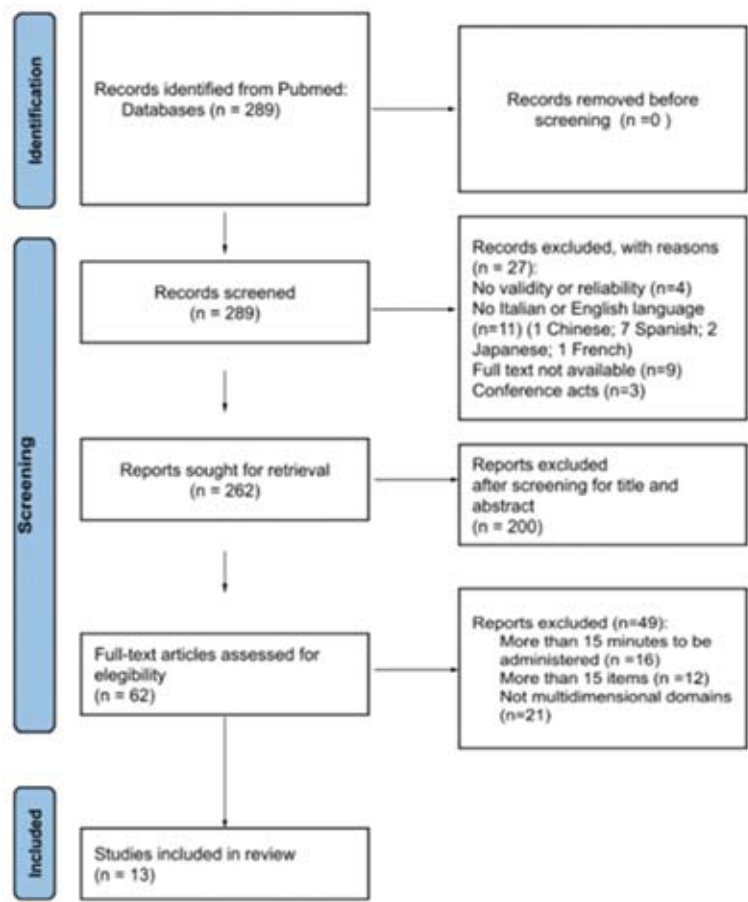 Identification
Records identified from Pubmed:
Databases (n = 289)
Records removed before
screening (n =0 )
Screening
Records screened
(n = 289)
Records excluded, with reasons
(n = 27):
No validity or reliability (n=4)
No Italian or English language
(n=11) (1 Chinese; 7 Spanish; 2
Japanese; 1 French)
Full text not available (n=9)
Conference acts (n=3)
Reports sought for retrieval
(n = 262)
Reports excluded
after screening for title and
abstract
(n = 200)
Full-text articles assessed for
elegibility
(n = 62)
Reports excluded (n=49):
More than 15 minutes to be
administered (n =16)
More than 15 items (n =12)
Not multidimensional domains
(n=21)
Included
Studies included in review
(n = 13)